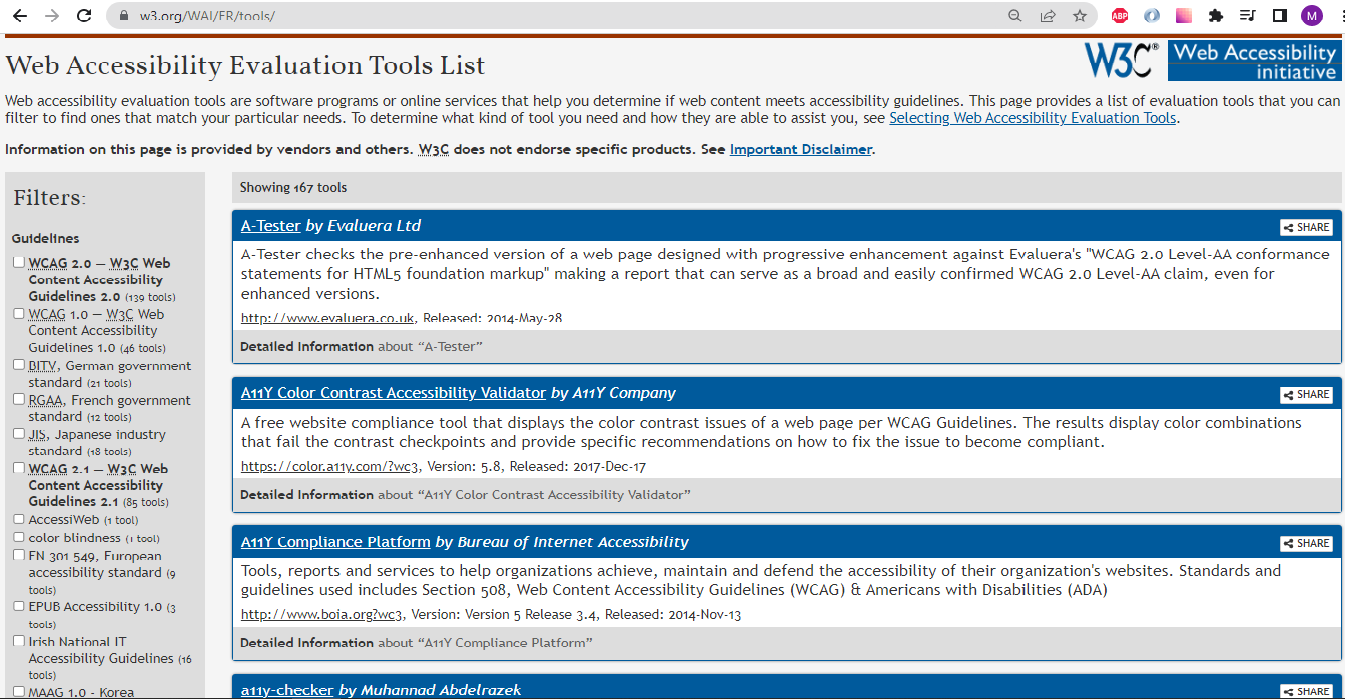 w3.org/WAI/ER/tools/
ABP
M
Web Accessibility Evaluation Tools List
W3C®
Web Accessibility
initiative
Web accessibility evaluation tools are software programs or online services that help you determine if web content meets accessibility guidelines. This page provides a list of evaluation tools that you can
filter to find ones that match your particular needs. To determine what kind of tool you need and how they are able to assist you, see Selecting Web Accessibility Evaluation Tools.
Information on this page is provided by vendors and others. W3C does not endorse specific products. See Important Disclaimer.
Filters:
Guidelines
WCAG 2.0 — W3C Web
Content Accessibility
Guidelines 2.0 (139 tools)
WCAG 1.0 — W3C Web
Content Accessibility
Guidelines 1.0 (46 tools)
BITV, German government
standard (21 tools)
RGAA, French government
standard (12 tools)
JIS, Japanese industry
standard (18 tools)
WCAG 2.1 — W3C Web
Content Accessibility
Guidelines 2.1 (85 tools)
AccessiWeb (1 tool)
color blindness (1 tool)
EN 301 549, European
accessibility standard (9
tools)
EPUB Accessibility 1.0 (3
tools)
Irish National IT
Accessibility Guidelines (16
tools)
MAAG 1.0 - Korea
Showing 167 tools
A-Tester by Evaluera Ltd
SHARE
A-Tester checks the pre-enhanced version of a web page designed with progressive enhancement against Evaluera's "WCAG 2.0 Level-AA conformance
statements for HTML5 foundation markup" making a report that can serve as a broad and easily confirmed WCAG 2.0 Level-AA claim, even for
enhanced versions.
http://www.evaluera.co.uk, Released: 2014-May-28
Detailed Information about “A-Tester”
A11Y Color Contrast Accessibility Validator by A11Y Company
SHARE
A free website compliance tool that displays the color contrast issues of a web page per WCAG Guidelines. The results display color combinations
that fail the contrast checkpoints and provide specific recommendations on how to fix the issue to become compliant.
https://color.a11y.com/?wc3, Version: 5.8, Released: 2017-Dec-17
Detailed Information about “A11Y Color Contrast Accessibility Validator”
A11Y Compliance Platform by Bureau of Internet Accessibility
SHARE
Tools, reports and services to help organizations achieve, maintain and defend the accessibility of their organization's websites. Standards and
guidelines used includes Section 508, Web Content Accessibility Guidelines (WCAG) & Americans with Disabilities (ADA)
http://www.boia.org?wc3, Version: Version 5 Release 3.4, Released: 2014-Nov-13
Detailed Information about “A11Y Compliance Platform”
a11y-checker by Muhannad Abdelrazek
SHARE